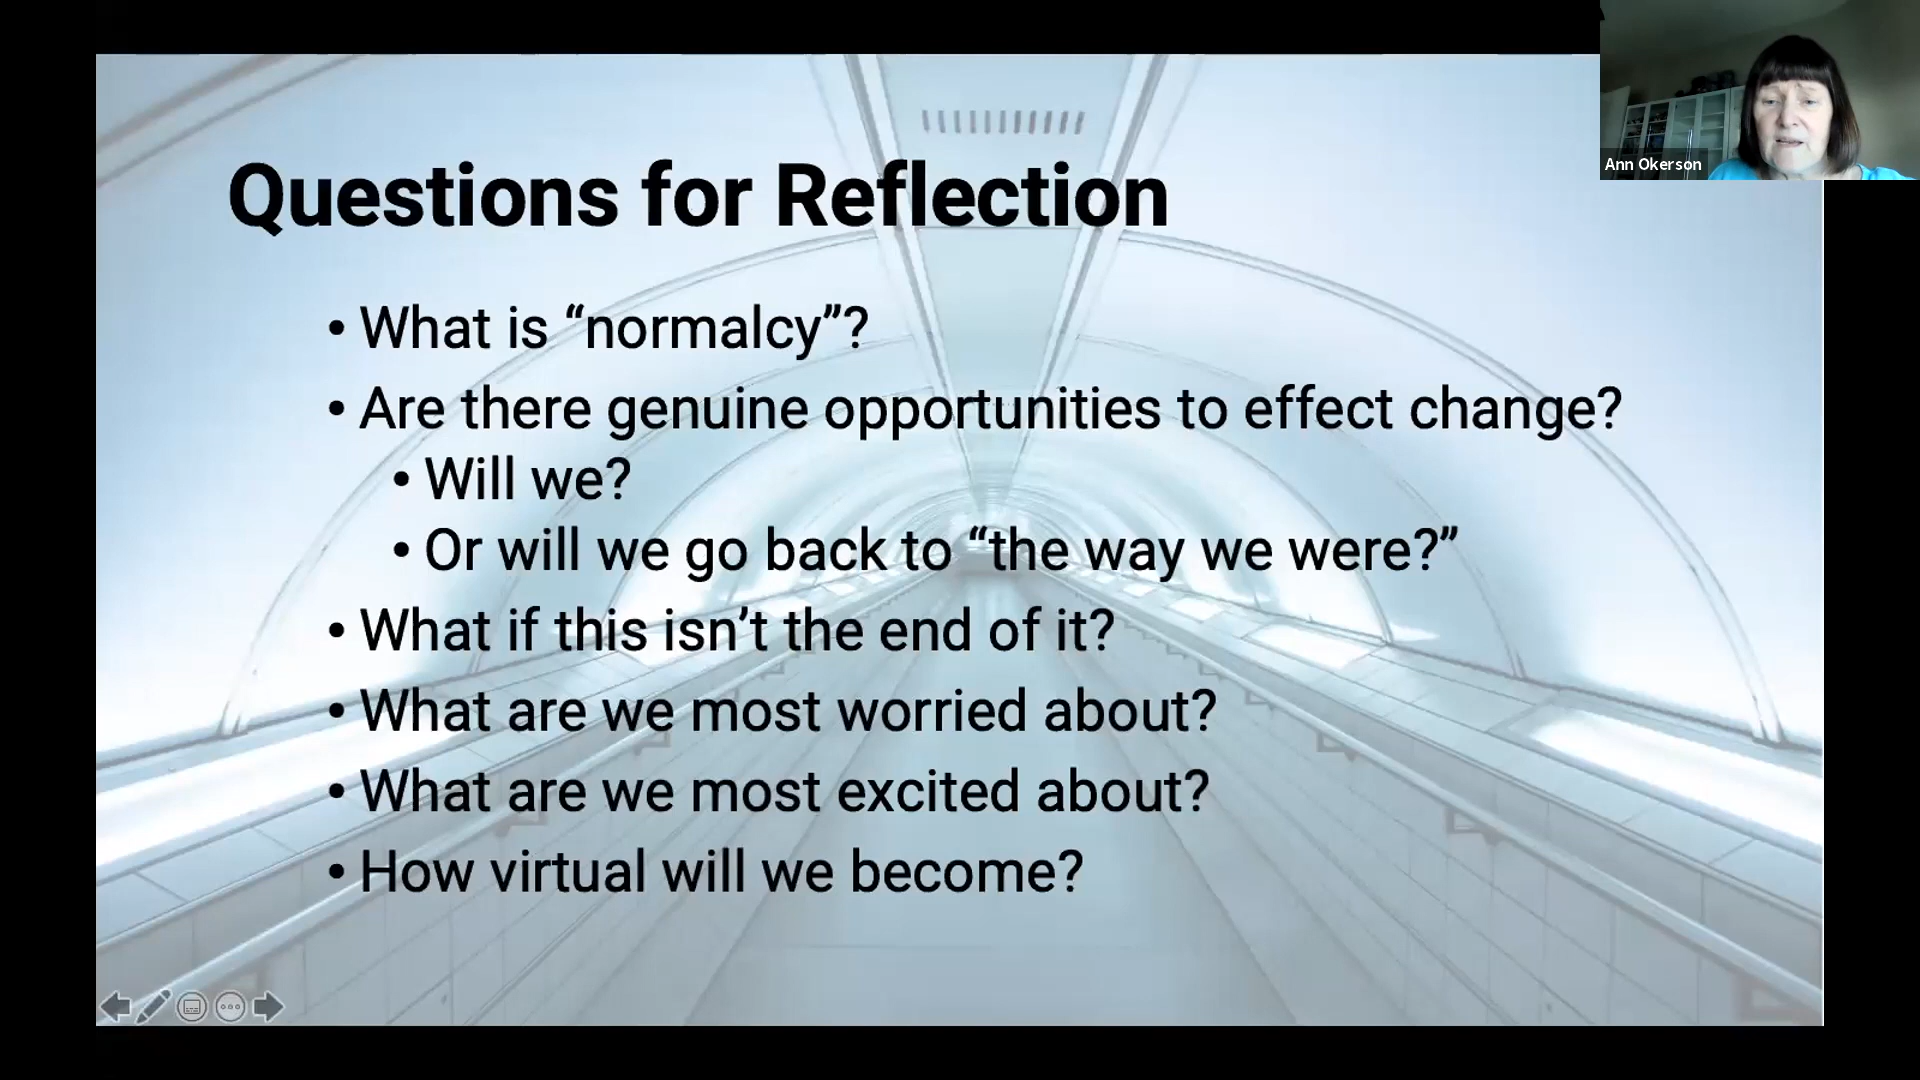 Ann Okerson
Questions for Reflection
• What is “normalcy”?
• Are there genuine opportunities to effect change?
• Will we?
• Or will we go back to “the way we were?”
• What if this isn’t the end of it?
• What are we most worried about?
• What are we most excited about?
• How virtual will we become?